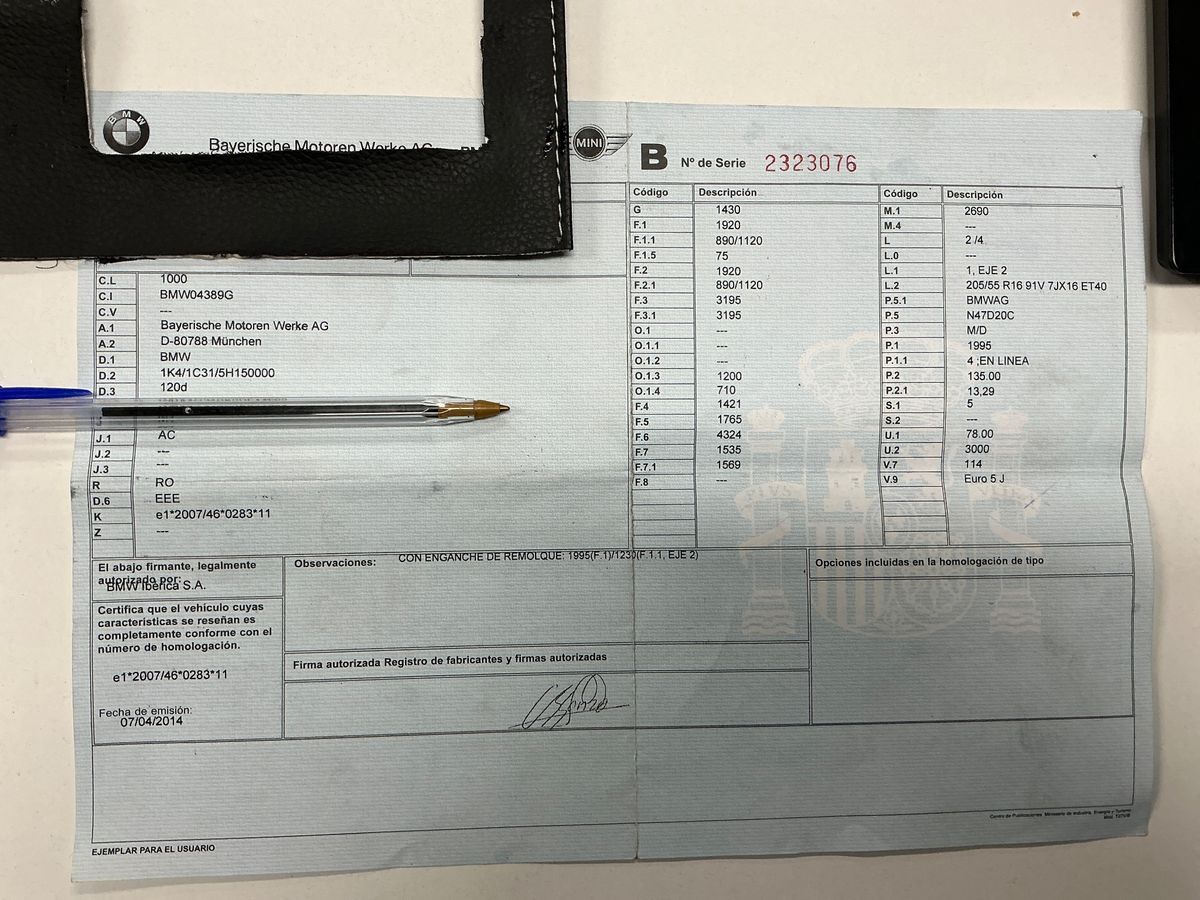 BMW
Bayerische Motoren Werke AG
MINI
B Nº de Serie 2323076
Código Descripción Código Descripción
G 1430 M.1 2690
F.1 1920 M.4 ---
F.1.1 890/1120 L 2 /4
F.1.5 75 L.0 ---
F.2 1920 L.1 1, EJE 2
F.2.1 890/1120 L.2 205/55 R16 91V 7JX16 ET40
F.3 3195 P.5.1 BMWAG
F.3.1 3195 P.5 N47D20C
O.1 --- P.3 M/D
O.1.1 --- P.1 1995
O.1.2 --- P.1.1 4 ;EN LINEA
O.1.3 1200 P.2 135.00
O.1.4 710 P.2.1 13,29
F.4 1421 S.1 5
F.5 1765 S.2 ---
F.6 4324 U.1 78.00
F.7 1535 U.2 3000
F.7.1 1569 V.7 114
F.8 --- V.9 Euro 5 J
C.L 1000
C.I BMW04389G
C.V ---
A.1 Bayerische Motoren Werke AG
A.2 D-80788 München
D.1 BMW
D.2 1K4/1C31/5H150000
D.3 120d
J.1 AC
J.2 ---
J.3 ---
R RO
D.6 EEE
K e1*2007/46*0283*11
Z ---
El abajo firmante, legalmente
autorizado por:
BMW Ibérica S.A.
Certifica que el vehículo cuyas
características se reseñan es
completamente conforme con el
número de homologación.
e1*2007/46*0283*11
Fecha de emisión:
07/04/2014
Observaciones: CON ENGANCHE DE REMOLQUE: 1995(F.1)/1230(F.1.1, EJE 2)
Firma autorizada Registro de fabricantes y firmas autorizadas
Opciones incluidas en la homologación de tipo
EJEMPLAR PARA EL USUARIO
Centro de Publicaciones. Ministerio de Industria, Energía y Turismo